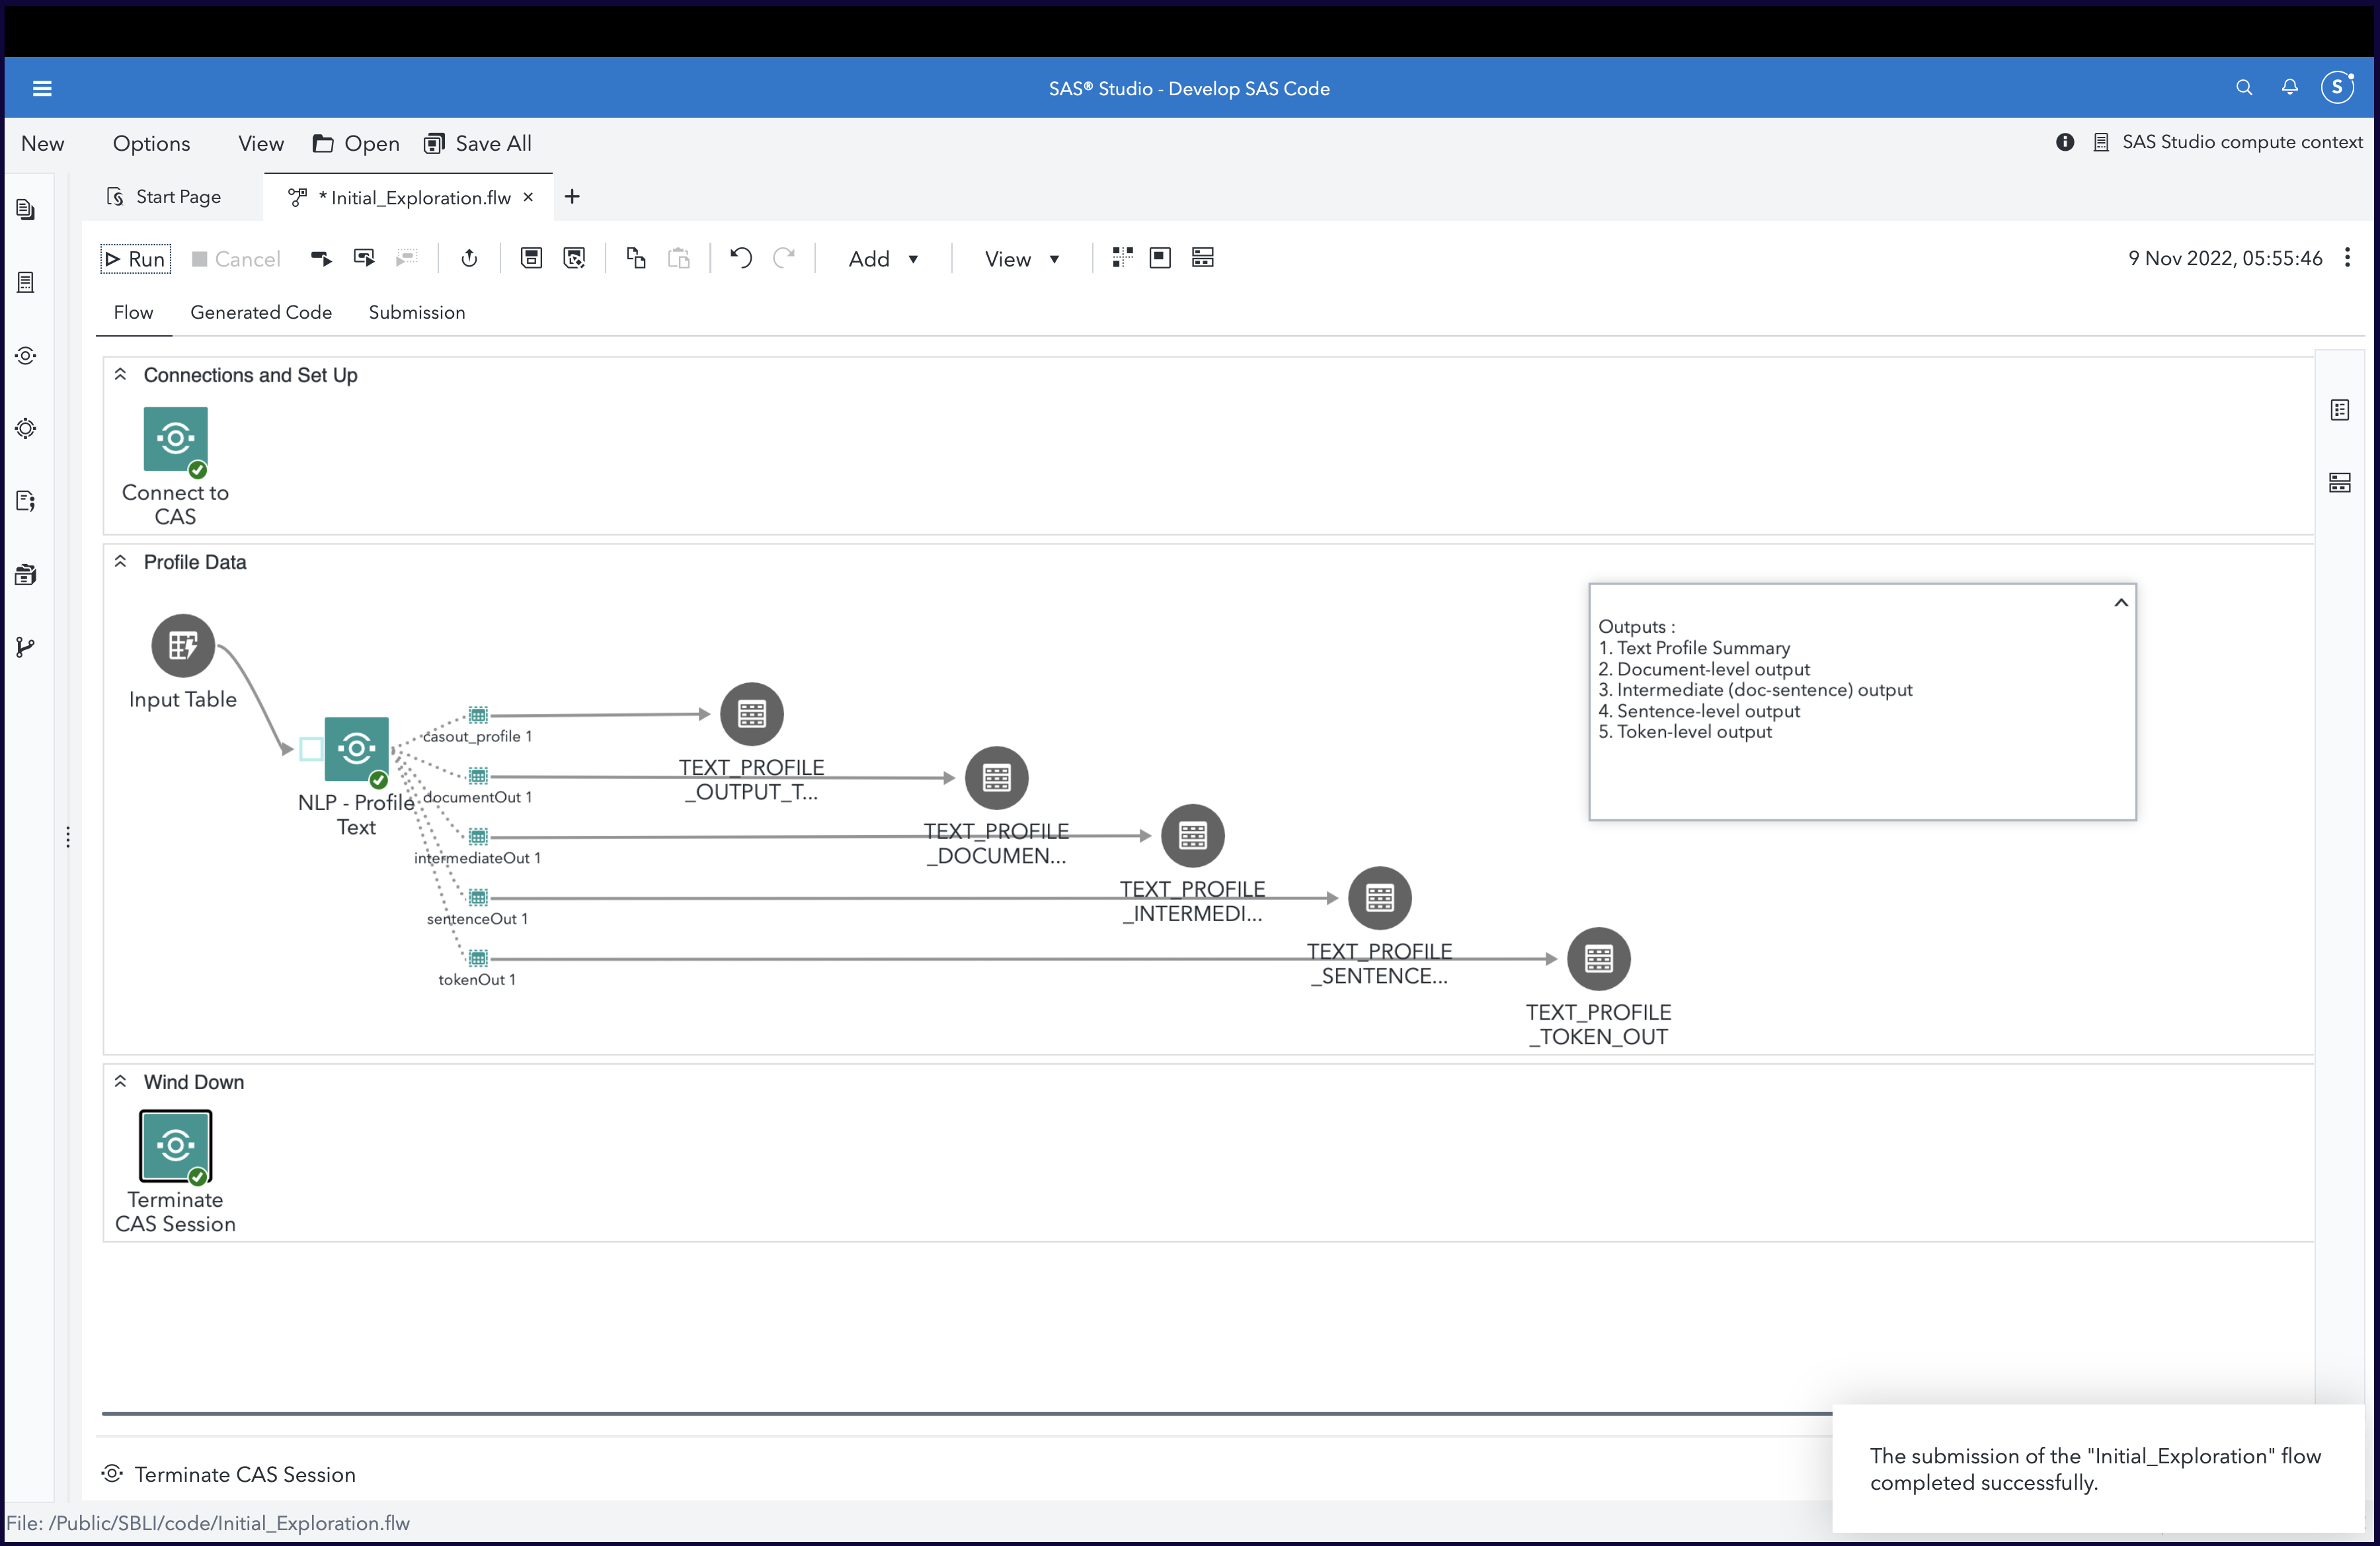 SAS® Studio - Develop SAS Code
S
New Options View Open Save All
SAS Studio compute context
Start Page
* Initial_Exploration.flw
Run Cancel Add View
9 Nov 2022, 05:55:46
Flow Generated Code Submission
Connections and Set Up
Connect to
CAS
Profile Data
Input Table
NLP - Profile
Text
casout_profile 1
documentOut 1
intermediateOut 1
sentenceOut 1
tokenOut 1
TEXT_PROFILE
_OUTPUT_T...
TEXT_PROFILE
_DOCUMEN...
TEXT_PROFILE
_INTERMEDI...
TEXT_PROFILE
_SENTENCE...
TEXT_PROFILE
_TOKEN_OUT
Outputs :
1. Text Profile Summary
2. Document-level output
3. Intermediate (doc-sentence) output
4. Sentence-level output
5. Token-level output
Wind Down
Terminate
CAS Session
Terminate CAS Session
The submission of the "Initial_Exploration" flow
completed successfully.
File: /Public/SBLI/code/Initial_Exploration.flw